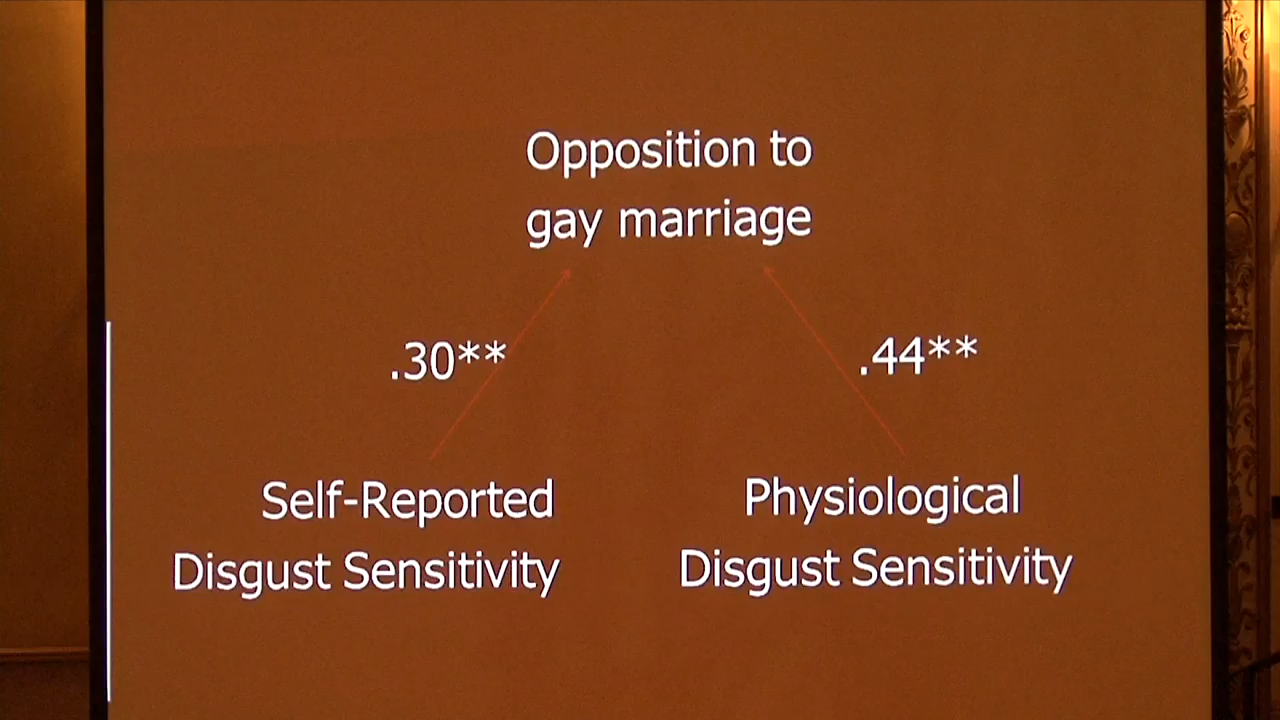 Opposition to
gay marriage
.30**
.44**
Self-Reported
Disgust Sensitivity
Physiological
Disgust Sensitivity